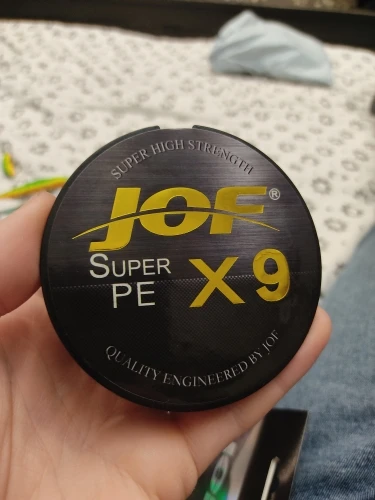 SUPER HIGH STRENGTH
JOF®
SUPER
PE
X9
QUALITY ENGINEERED BY JOF